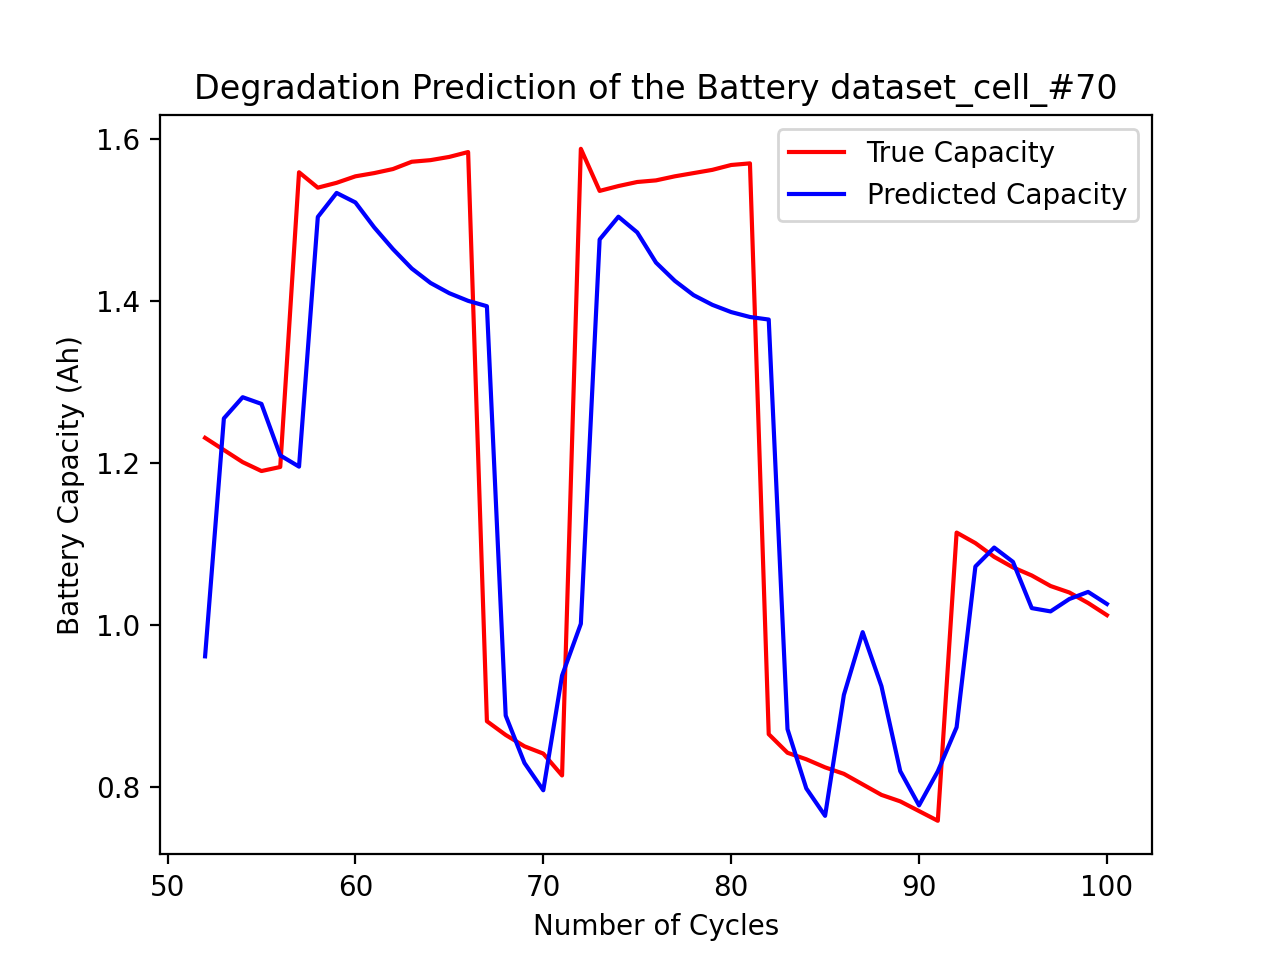 Degradation Prediction of the Battery dataset_cell_#70
True Capacity
Predicted Capacity
Battery Capacity (Ah)
1.6
1.4
1.2
1.0
0.8
50 60 70 80 90 100
Number of Cycles